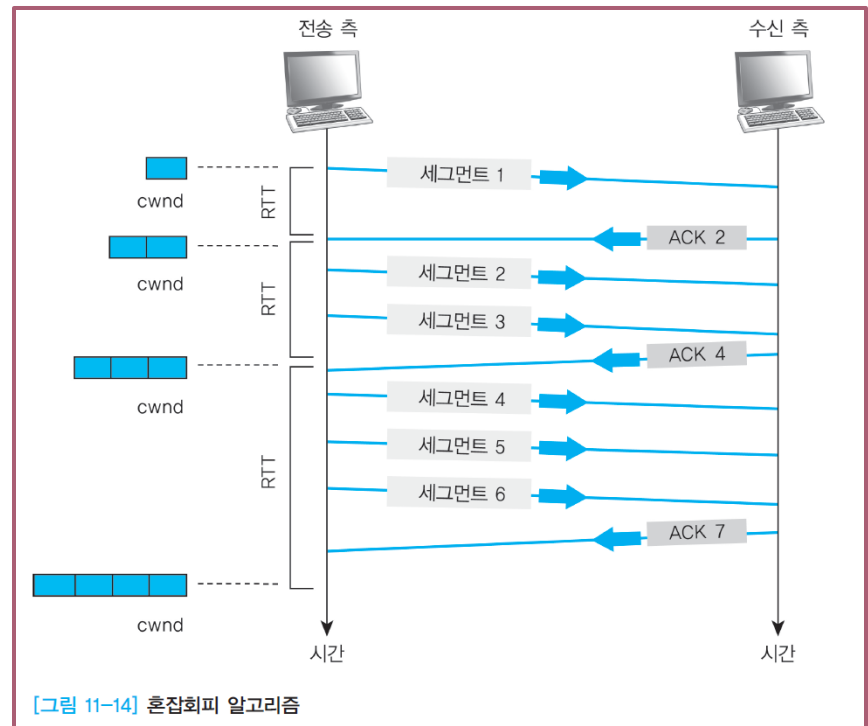 전송 측
수신 측
cwnd
RTT
세그먼트 1
ACK 2
cwnd
RTT
세그먼트 2
세그먼트 3
ACK 4
cwnd
RTT
세그먼트 4
세그먼트 5
세그먼트 6
ACK 7
cwnd
시간
시간
[그림 11-14] 혼잡회피 알고리즘